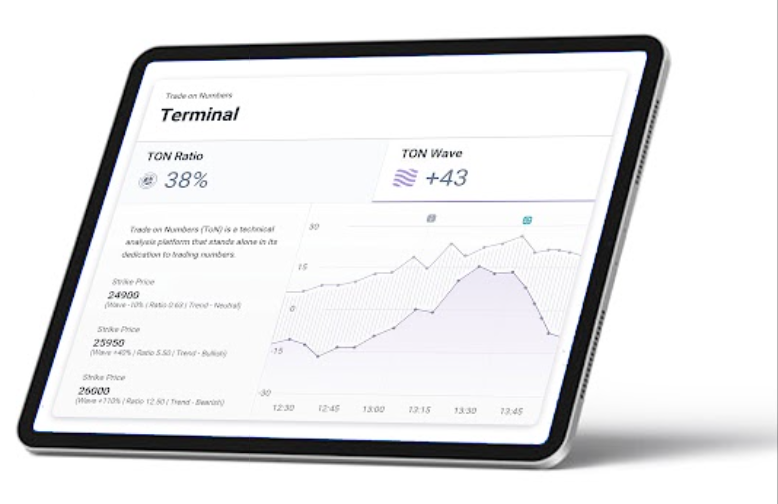 Trade on Numbers
Terminal
TON Ratio
38%
TON Wave
+43
Trade on Numbers (ToN) is a technical
analysis platform that stands alone in its
dedication to trading numbers.
Strike Price
24900
(Wave -10% | Ratio 0.63 | Trend - Neutral)
Strike Price
25950
(Wave +40% | Ratio 5.50 | Trend - Bullish)
Strike Price
26000
(Wave +110% | Ratio 12.50 | Trend - Bearish)
30
15
0
-15
-30
12:30 12:45 13:00 13:15 13:30 13:45